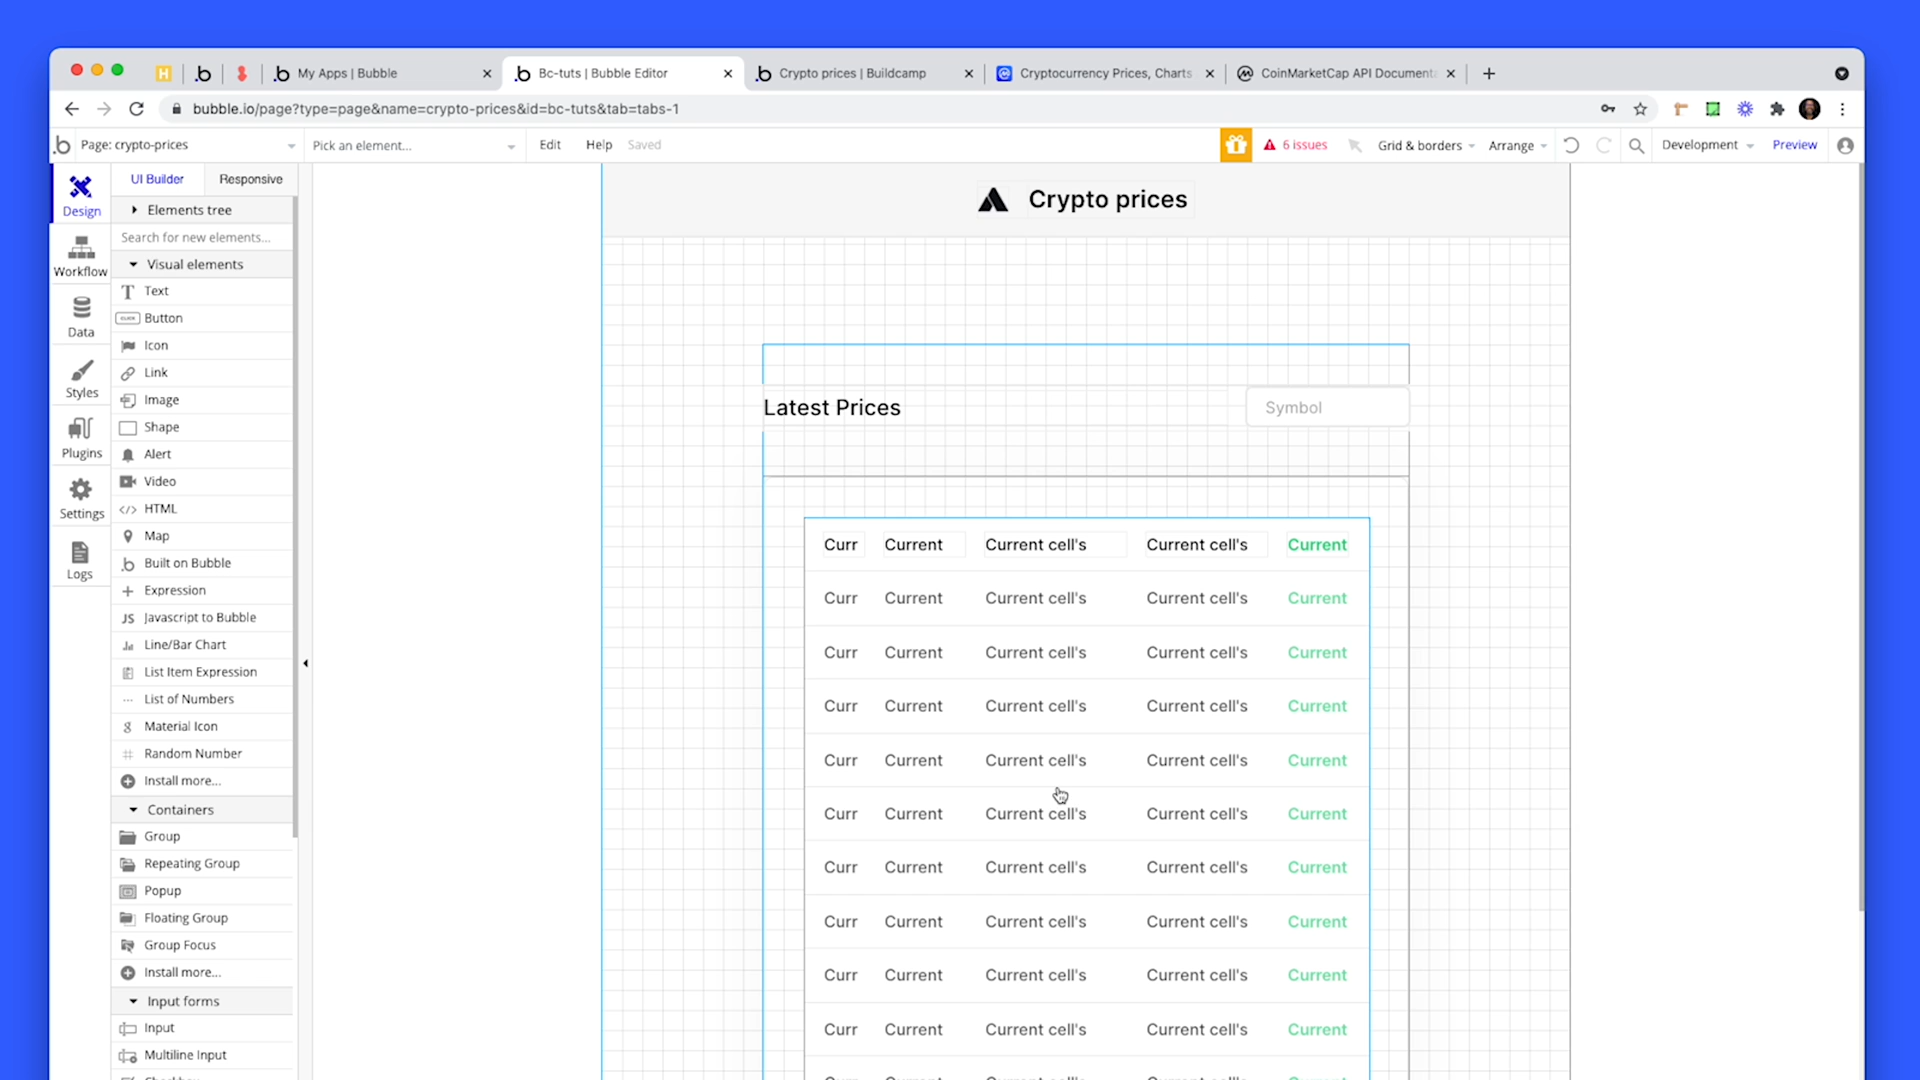 H
My Apps | Bubble
Bc-tuts | Bubble Editor
Crypto prices | Buildcamp
Cryptocurrency Prices, Charts
CoinMarketCap API Document
bubble.io/page?type=page&name=crypto-prices&id=bc-tuts&tab=tabs-1
Page: crypto-prices
Pick an element...
Edit
Help
Saved
6 issues
Grid & borders
Arrange
Development
Preview
Design
Workflow
Data
Styles
Plugins
Settings
Logs
UI Builder
Responsive
Elements tree
Search for new elements...
Visual elements
Text
CLICK Button
Icon
Link
Image
Shape
Alert
Video
HTML
Map
Built on Bubble
Expression
JS Javascript to Bubble
Line/Bar Chart
List Item Expression
List of Numbers
Material Icon
Random Number
Install more...
Containers
Group
Repeating Group
Popup
Floating Group
Group Focus
Install more...
Input forms
Input
Multiline Input
Crypto prices
Latest Prices
Symbol
Curr Current Current cell's Current cell's Current
Curr Current Current cell's Current cell's Current
Curr Current Current cell's Current cell's Current
Curr Current Current cell's Current cell's Current
Curr Current Current cell's Current cell's Current
Curr Current Current cell's Current cell's Current
Curr Current Current cell's Current cell's Current
Curr Current Current cell's Current cell's Current
Curr Current Current cell's Current cell's Current
Curr Current Current cell's Current cell's Current